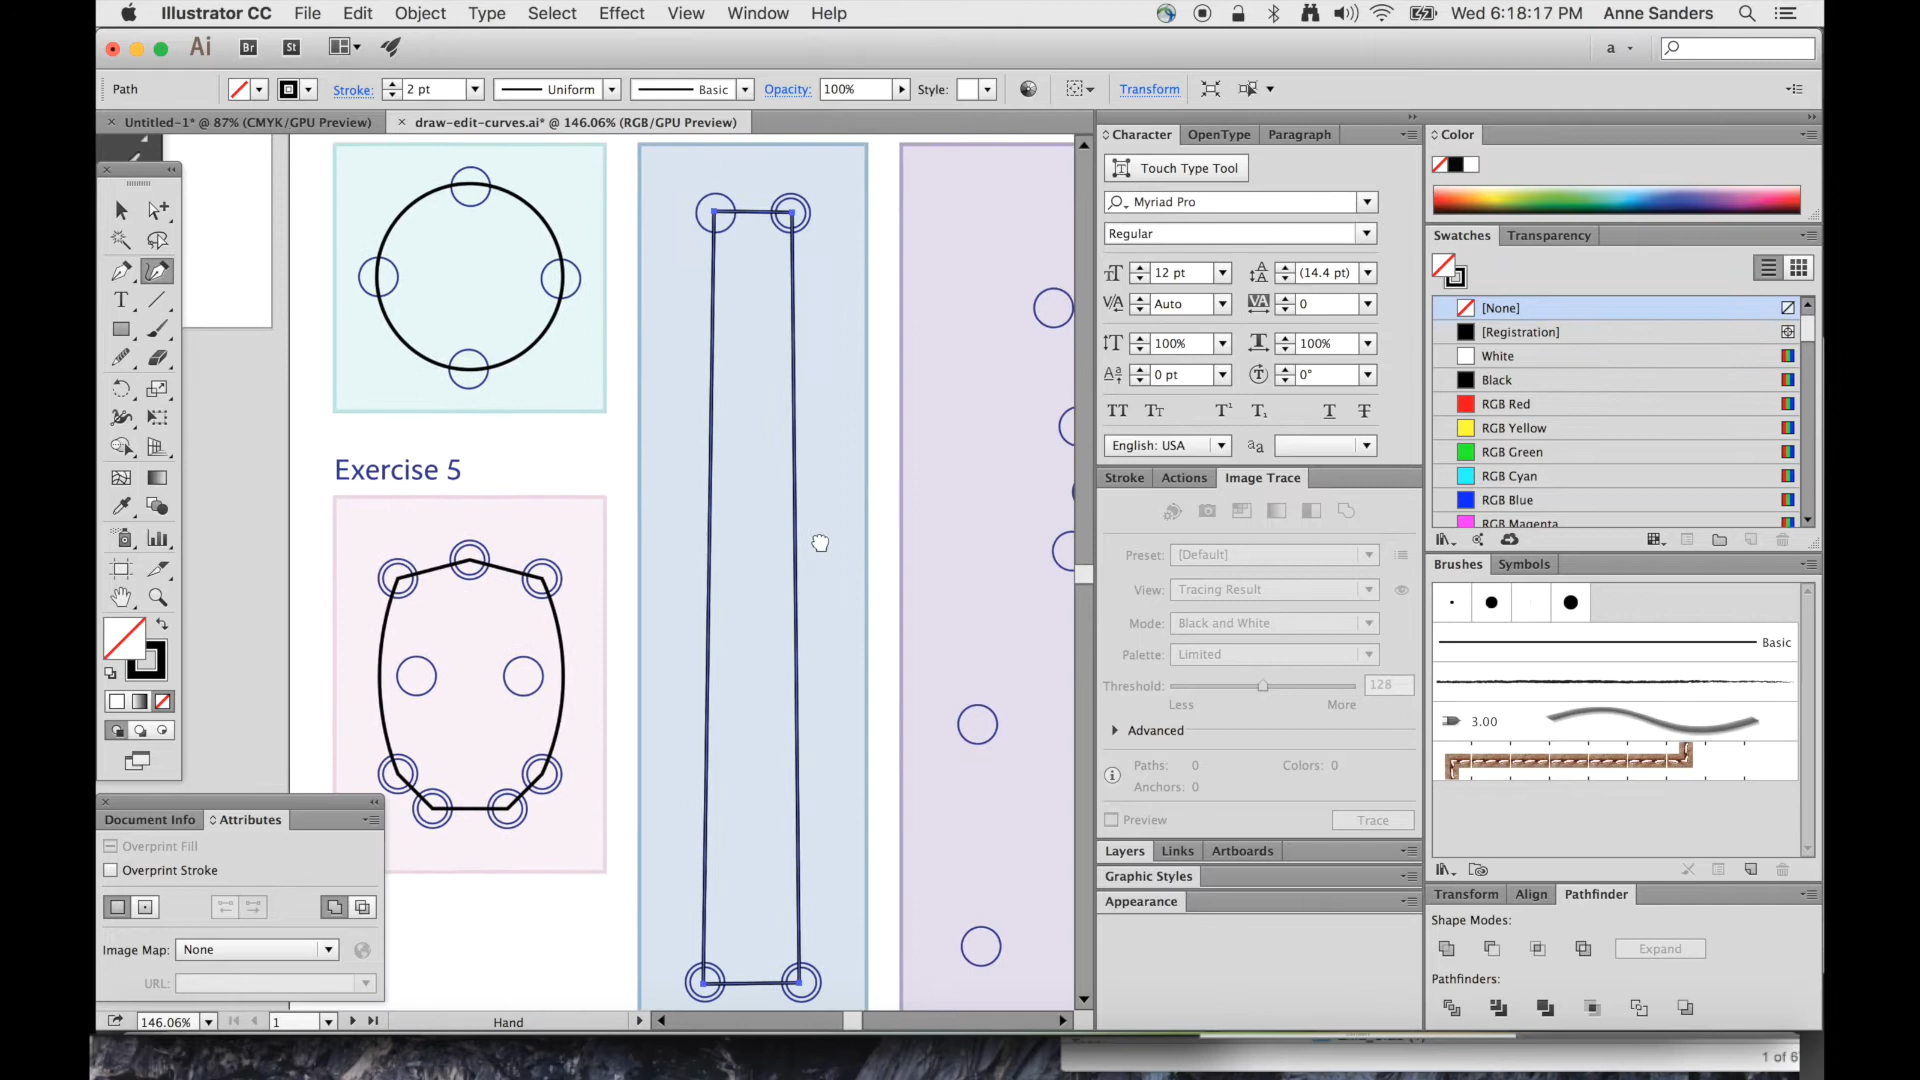 Illustrator CC File Edit Object Type Select Effect View Window Help Wed 6:18:17 PM Anne Sanders
Ai Br St a
Path Stroke: 2 pt Uniform Basic Opacity: 100% Style: Transform
Untitled-1* @ 87% (CMYK/GPU Preview) draw-edit-curves.ai* @ 146.06% (RGB/GPU Preview)
Exercise 5
Document Info Attributes
Overprint Fill
Overprint Stroke
Image Map: None
URL:
146.06% 1 Hand
Character OpenType Paragraph
Touch Type Tool
Myriad Pro
Regular
12 pt (14.4 pt)
Auto 0
100% 100%
0 pt 0°
English: USA
Stroke Actions Image Trace
Preset: [Default]
View: Tracing Result
Mode: Black and White
Palette: Limited
Threshold: 128
Less More
Advanced
Paths: 0 Colors: 0
Anchors: 0
Preview Trace
Layers Links Artboards
Graphic Styles
Appearance
Color
Swatches Transparency
[None]
[Registration]
White
Black
RGB Red
RGB Yellow
RGB Green
RGB Cyan
RGB Blue
RGB Magenta
Brushes Symbols
Basic
3.00
Transform Align Pathfinder
Shape Modes:
Expand
Pathfinders:
1 of 6